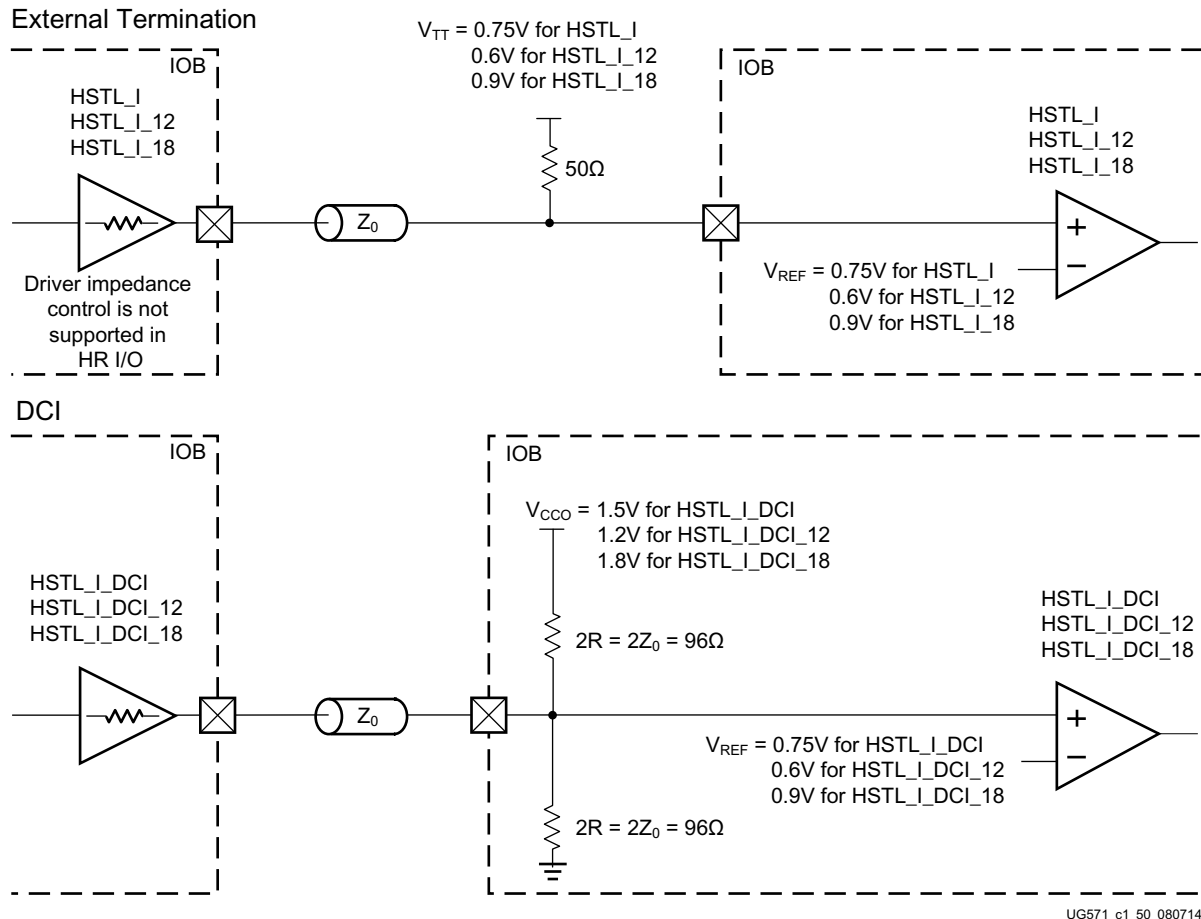 External Termination
V_TT = 0.75V for HSTL_I
0.6V for HSTL_I_12
0.9V for HSTL_I_18
IOB
HSTL_I
HSTL_I_12
HSTL_I_18
50Ω
Z₀
Driver impedance
control is not
supported in
HR I/O
IOB
HSTL_I
HSTL_I_12
HSTL_I_18
+
−
V_REF = 0.75V for HSTL_I
0.6V for HSTL_I_12
0.9V for HSTL_I_18
DCI
IOB
HSTL_I_DCI
HSTL_I_DCI_12
HSTL_I_DCI_18
Z₀
IOB
V_CCO = 1.5V for HSTL_I_DCI
1.2V for HSTL_I_DCI_12
1.8V for HSTL_I_DCI_18
2R = 2Z₀ = 96Ω
HSTL_I_DCI
HSTL_I_DCI_12
HSTL_I_DCI_18
+
−
V_REF = 0.75V for HSTL_I_DCI
0.6V for HSTL_I_DCI_12
0.9V for HSTL_I_DCI_18
2R = 2Z₀ = 96Ω
UG571_c1_50_080714